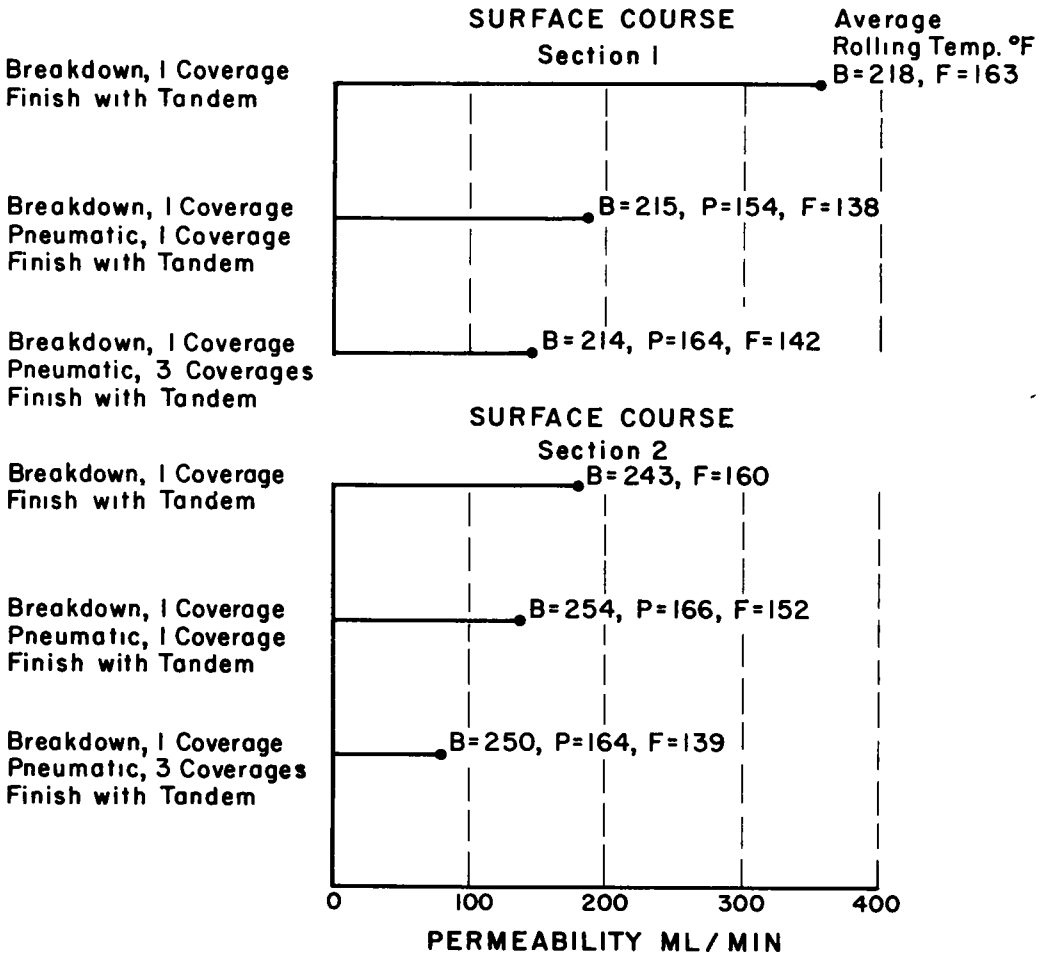 SURFACE COURSE
Section 1
Average
Rolling Temp. °F
Breakdown, 1 Coverage
Finish with Tandem
B=218, F=163
Breakdown, 1 Coverage
Pneumatic, 1 Coverage
Finish with Tandem
B=215, P=154, F=138
Breakdown, 1 Coverage
Pneumatic, 3 Coverages
Finish with Tandem
B=214, P=164, F=142
SURFACE COURSE
Section 2
Breakdown, 1 Coverage
Finish with Tandem
B=243, F=160
Breakdown, 1 Coverage
Pneumatic, 1 Coverage
Finish with Tandem
B=254, P=166, F=152
Breakdown, 1 Coverage
Pneumatic, 3 Coverages
Finish with Tandem
B=250, P=164, F=139
0 100 200 300 400
PERMEABILITY ML/MIN